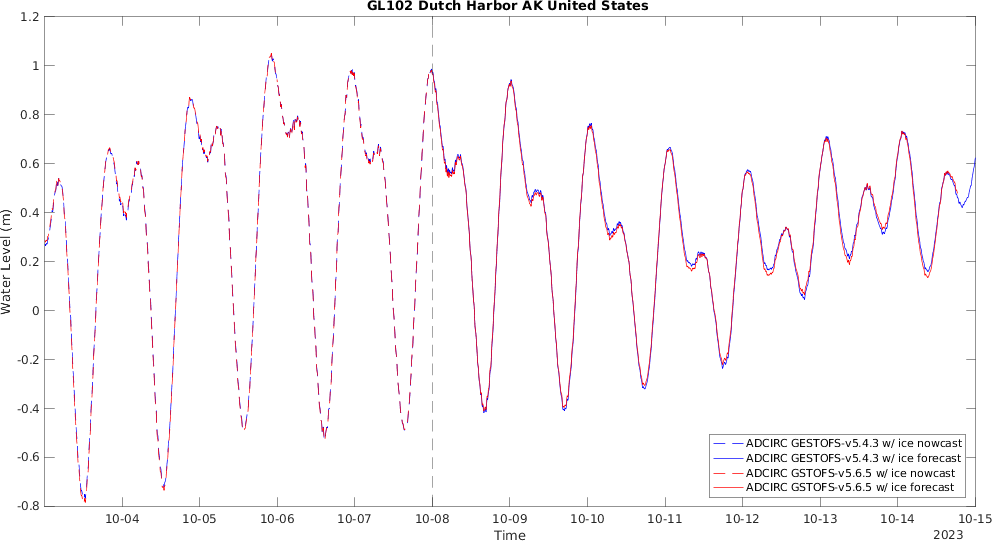 GL102 Dutch Harbor AK United States
1.2
1
0.8
0.6
0.4
0.2
0
-0.2
-0.4
-0.6
-0.8
Water Level (m)
10-04 10-05 10-06 10-07 10-08 10-09 10-10 10-11 10-12 10-13 10-14 10-15
Time
2023
ADCIRC GESTOFS-v5.4.3 w/ ice nowcast
ADCIRC GESTOFS-v5.4.3 w/ ice forecast
ADCIRC GSTOFS-v5.6.5 w/ ice nowcast
ADCIRC GSTOFS-v5.6.5 w/ ice forecast